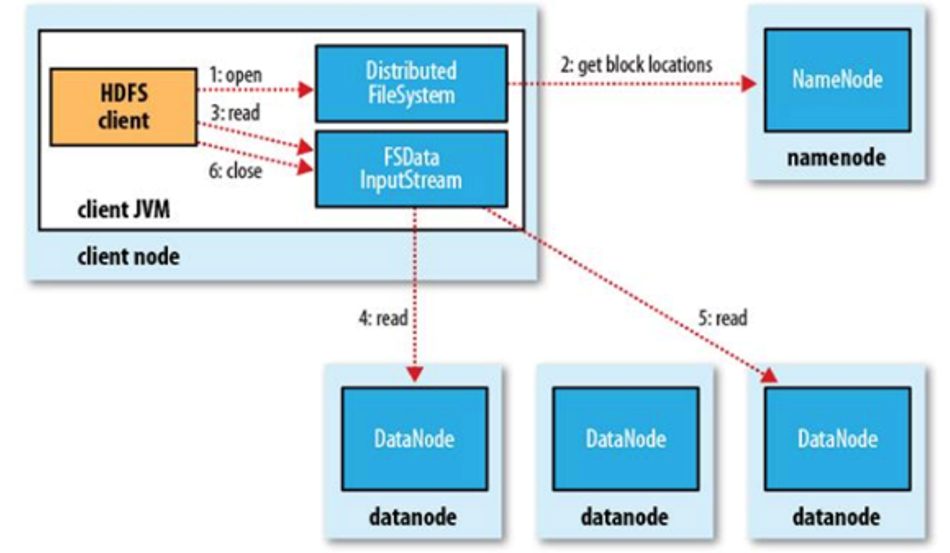 HDFS
client
1: open
3: read
6: close
Distributed
FileSystem
FSData
InputStream
client JVM
client node
2: get block locations
NameNode
namenode
4: read
5: read
DataNode
datanode
DataNode
datanode
DataNode
datanode